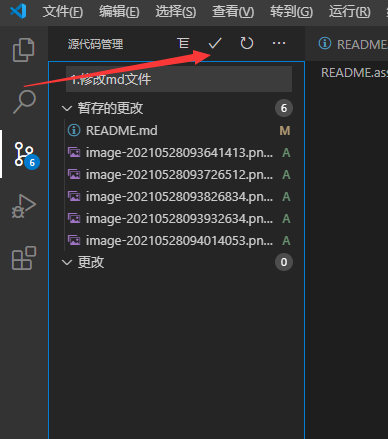 文件(F) 编辑(E) 选择(S) 查看(V) 转到(G) 运行(R)
源代码管理
README.
1.修改md文件
README.ass
暂存的更改 6
README.md M
image-20210528093641413.pn... A
image-20210528093726512.pn... A
image-20210528093826834.pn... A
image-20210528093932634.pn... A
image-20210528094014053.pn... A
更改 0
6